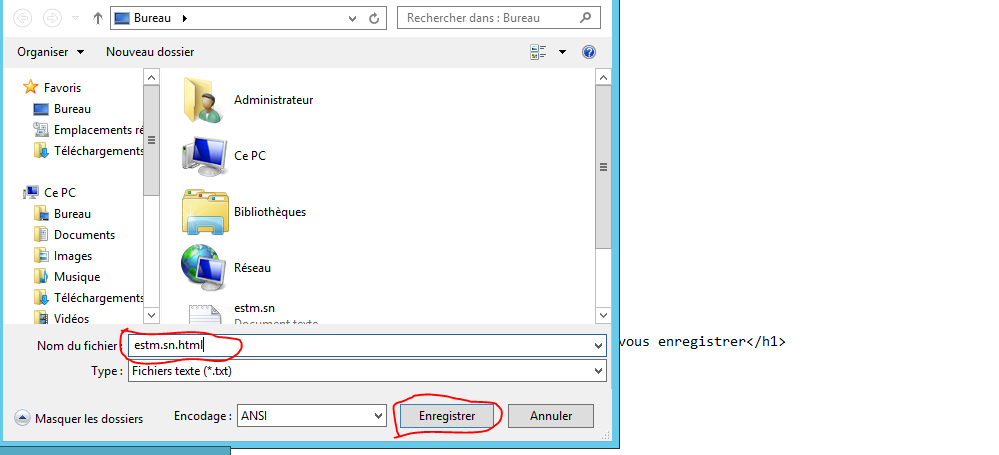 Bureau
Rechercher dans : Bureau
Organiser
Nouveau dossier
Favoris
Bureau
Emplacements ré
Téléchargements
Ce PC
Bureau
Documents
Images
Musique
Téléchargements
Vidéos
Administrateur
Ce PC
Bibliothèques
Réseau
estm.sn
Document texte
Nom du fichier : estm.sn.html
vous enregistrer</h1>
Type : Fichiers texte (*.txt)
Masquer les dossiers
Encodage : ANSI
Enregistrer
Annuler